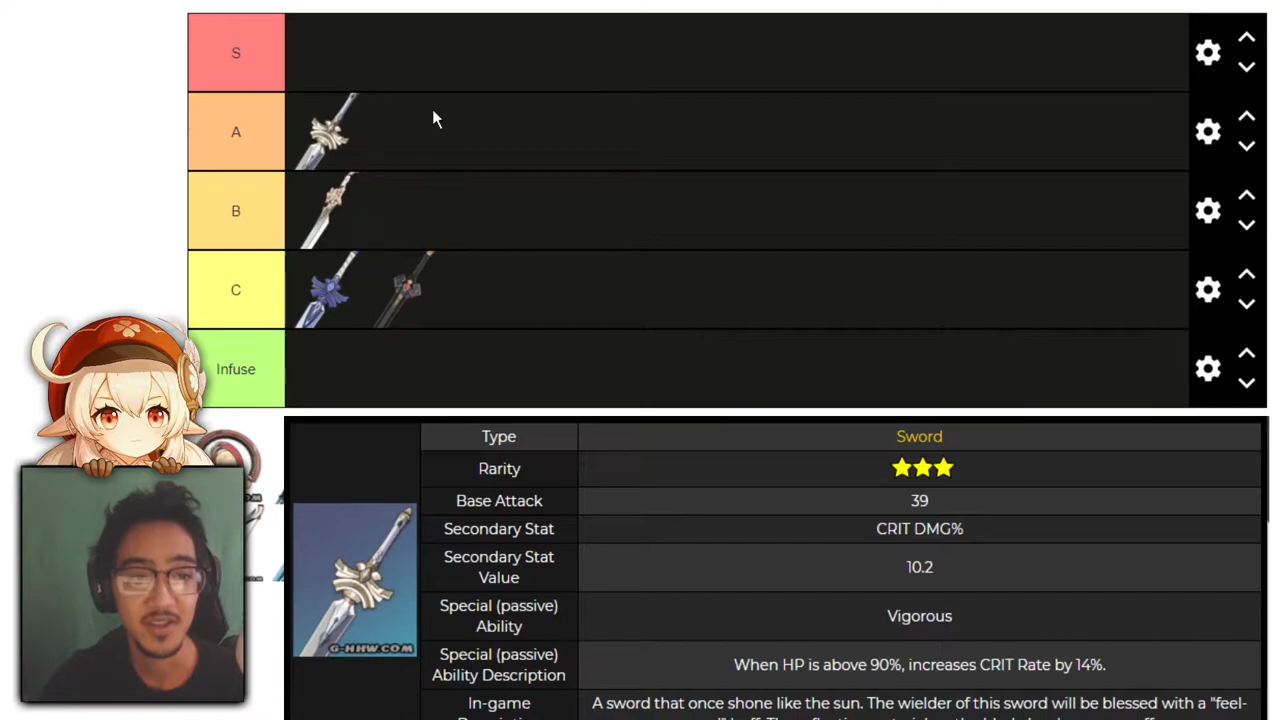 S
A
B
C
Infuse
Type Sword
Rarity
Base Attack 39
Secondary Stat CRIT DMG%
Secondary Stat
Value 10.2
Special (passive)
Ability Vigorous
Special (passive)
Ability Description When HP is above 90%, increases CRIT Rate by 14%.
In-game A sword that once shone like the sun. The wielder of this sword will be blessed with a "feel-
G-HHW.COM